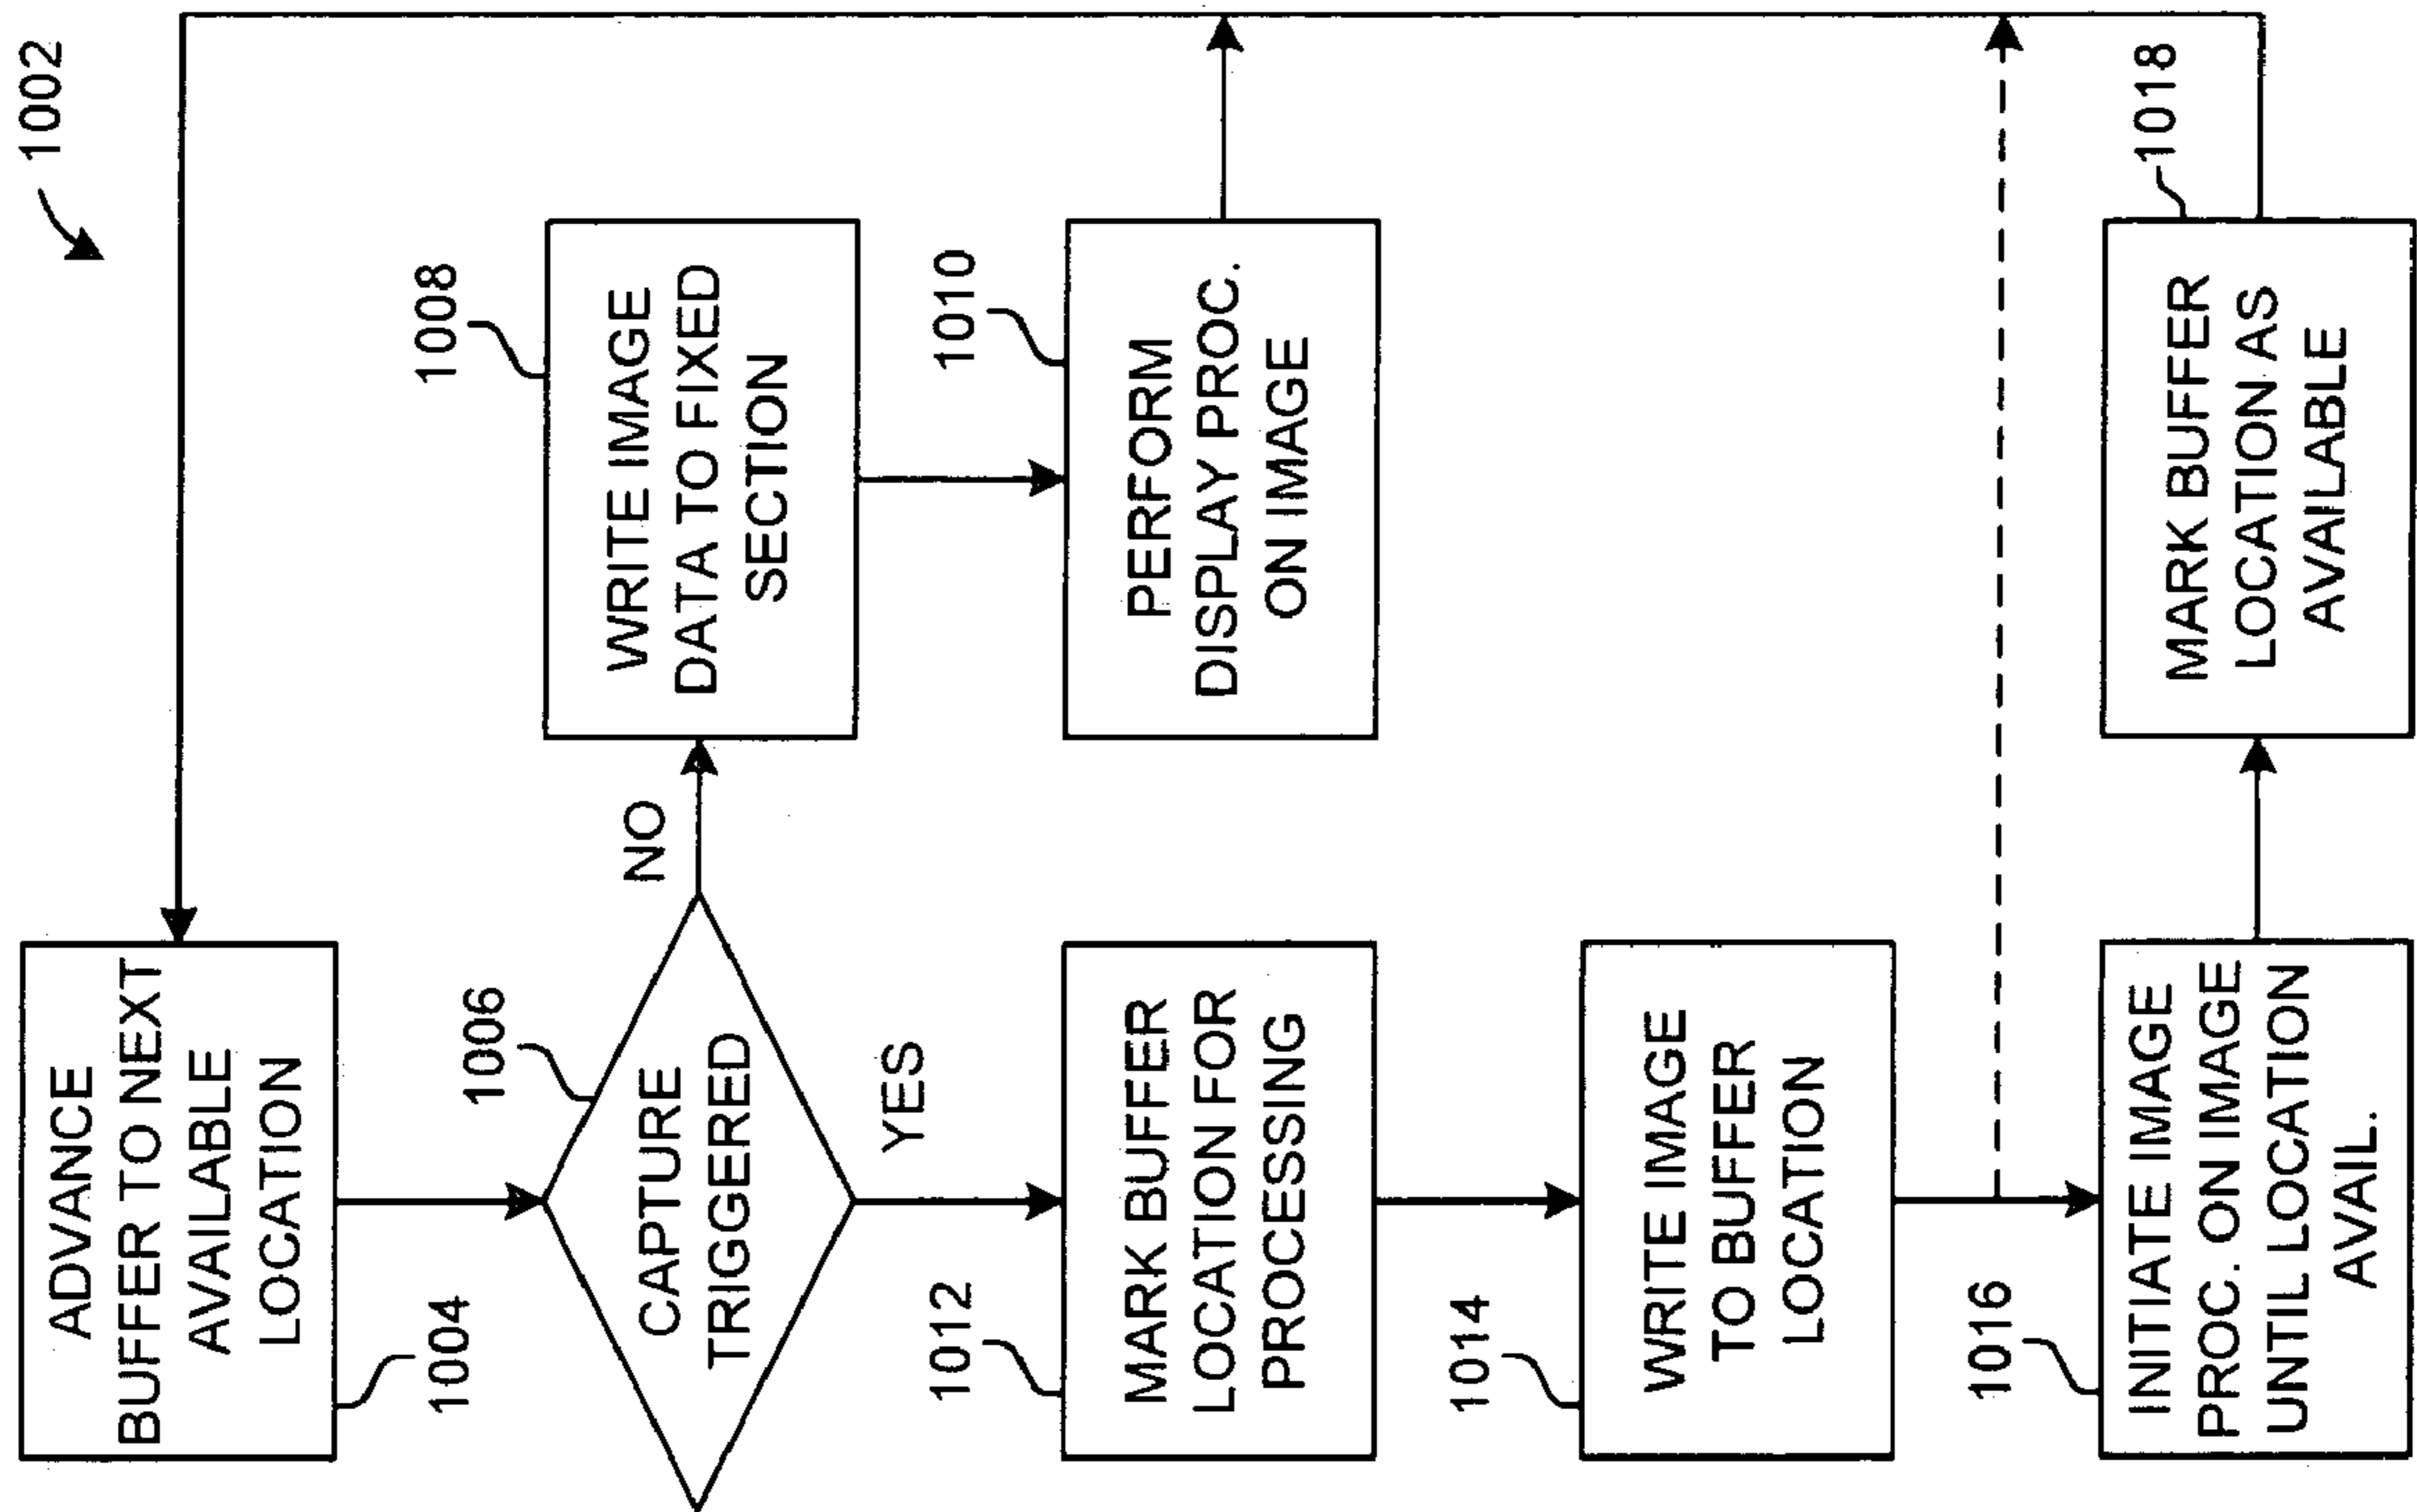 1002
ADVANCE
BUFFER TO NEXT
AVAILABLE
LOCATION
1004
1006
CAPTURE
TRIGGERED
NO
YES
1008
WRITE IMAGE
DATA TO FIXED
SECTION
1010
PERFORM
DISPLAY PROC.
ON IMAGE
1012
MARK BUFFER
LOCATION FOR
PROCESSING
1014
WRITE IMAGE
TO BUFFER
LOCATION
1016
INITIATE IMAGE
PROC. ON IMAGE
UNTIL LOCATION
AVAIL.
1018
MARK BUFFER
LOCATION AS
AVAILABLE